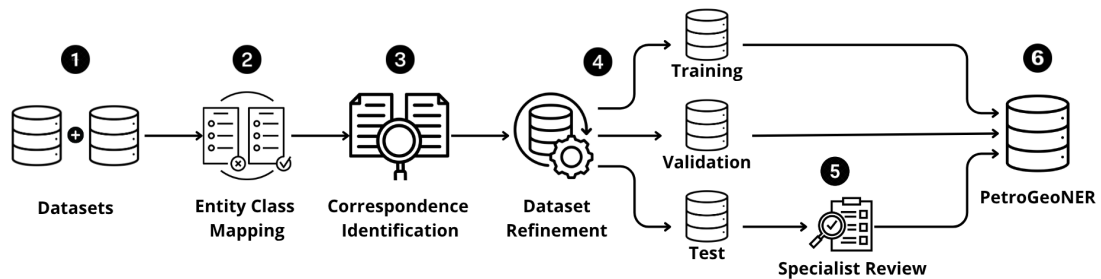 1
Datasets
2
Entity Class
Mapping
3
Correspondence
Identification
4
Dataset
Refinement
Training
Validation
Test
5
Specialist Review
6
PetroGeoNER